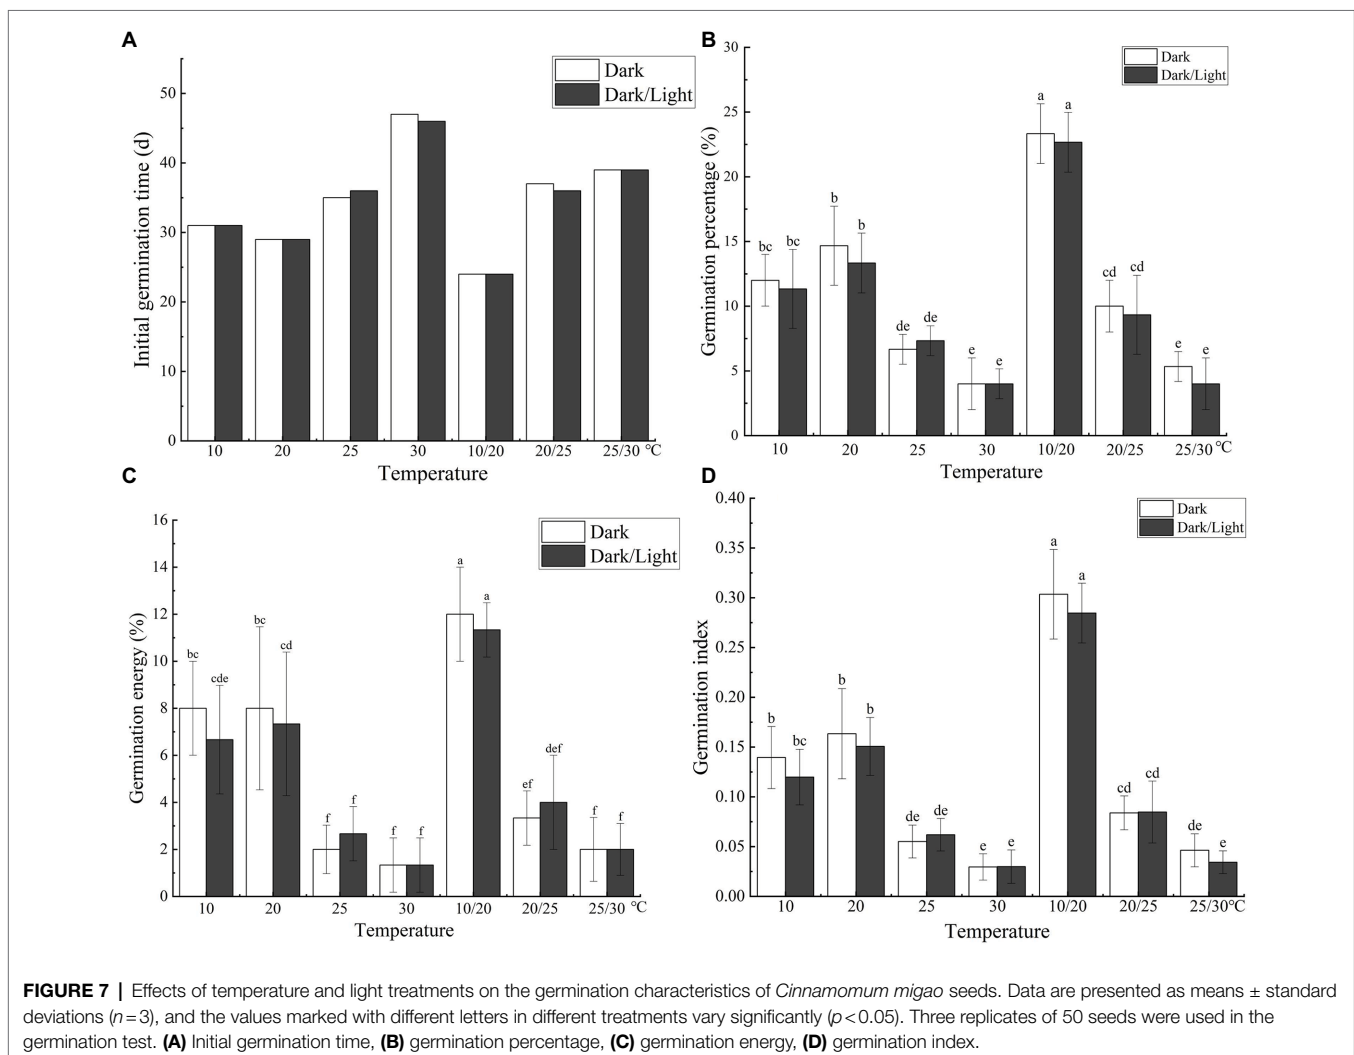 A
Dark
Dark/Light
Initial germination time (d)
50
40
30
20
10
0
10 20 25 30 10/20 20/25 25/30 °C
Temperature
B
Dark
Dark/Light
Germination percentage (%)
30
25
20
15
10
5
0
bc bc b b de de e e a a cd cd e e
10 20 25 30 10/20 20/25 25/30 °C
Temperature
C
Dark
Dark/Light
Germination energy (%)
16
14
12
10
8
6
4
2
0
bc cde bc cd f f f f a a ef def f f
10 20 25 30 10/20 20/25 25/30 °C
Temperature
D
Dark
Dark/Light
Germination index
0.40
0.35
0.30
0.25
0.20
0.15
0.10
0.05
0.00
b bc b b de de e e a a cd cd de e
10 20 25 30 10/20 20/25 25/30°C
Temperature
FIGURE 7 | Effects of temperature and light treatments on the germination characteristics of Cinnamomum migao seeds. Data are presented as means ± standard
deviations (n=3), and the values marked with different letters in different treatments vary significantly (p<0.05). Three replicates of 50 seeds were used in the
germination test. (A) Initial germination time, (B) germination percentage, (C) germination energy, (D) germination index.